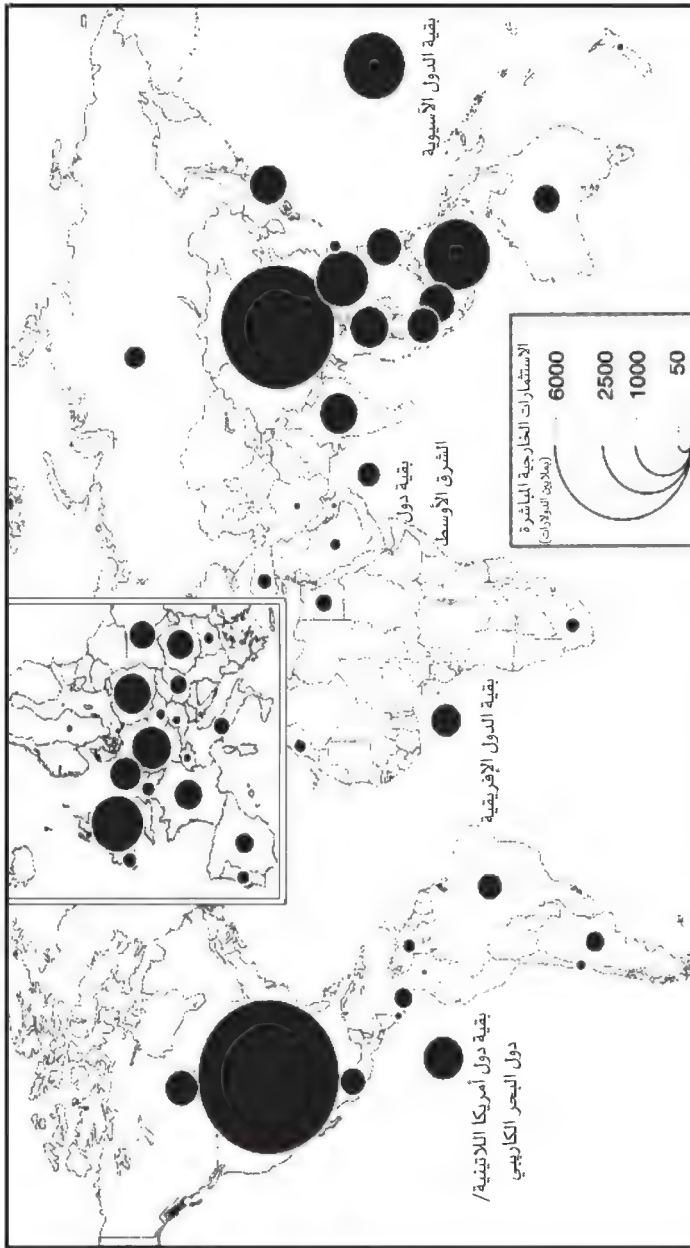 بقية الدول الآسيوية
بقية دول
الشرق الأوسط
بقية الدول الإفريقية
بقية دول أمريكا اللاتينية/
دول البحر الكاريبي
الاستثمارات الخارجية المباشرة
(بملايين الدولارات)
6000
2500
1000
50